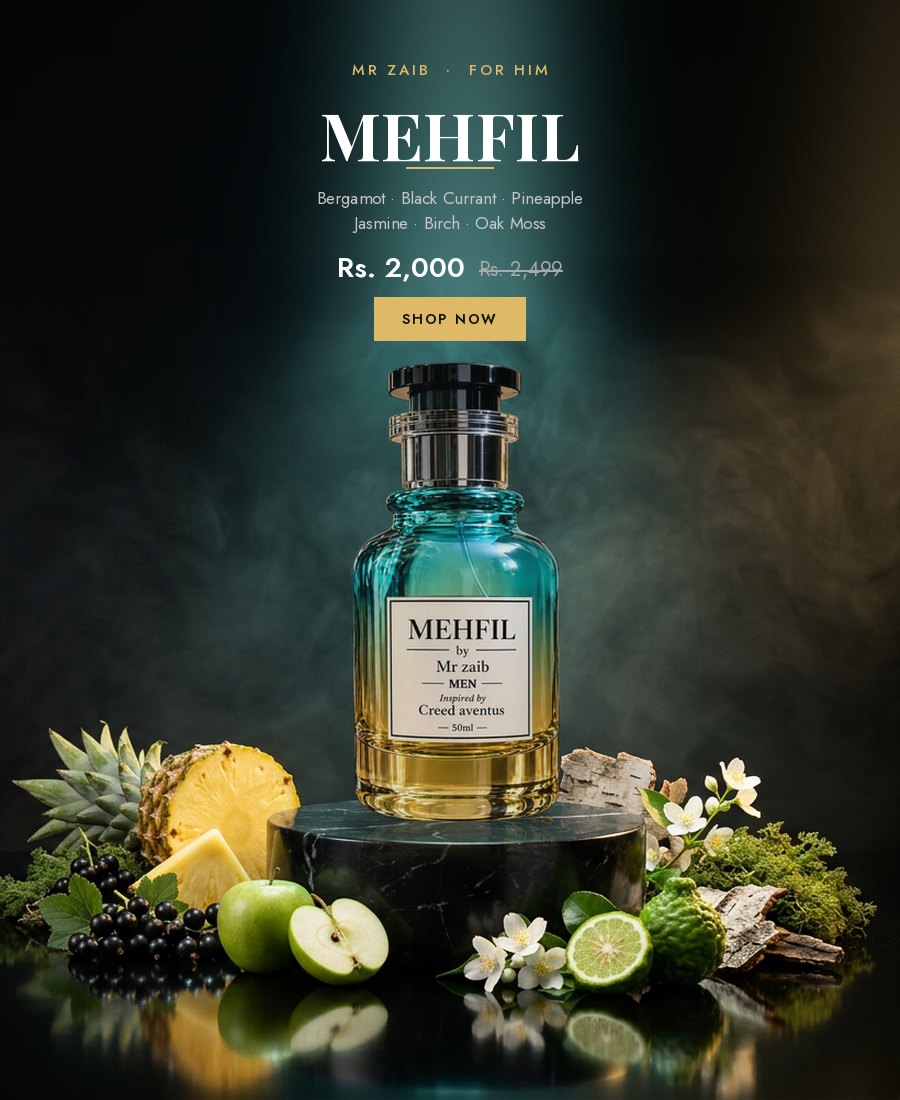 MR ZAIB · FOR HIM
MEHFIL
Bergamot · Black Currant · Pineapple
Jasmine · Birch · Oak Moss
Rs. 2,000 Rs. 2,499
SHOP NOW
MEHFIL
by
Mr zaib
MEN
Inspired by
Creed aventus
50ml